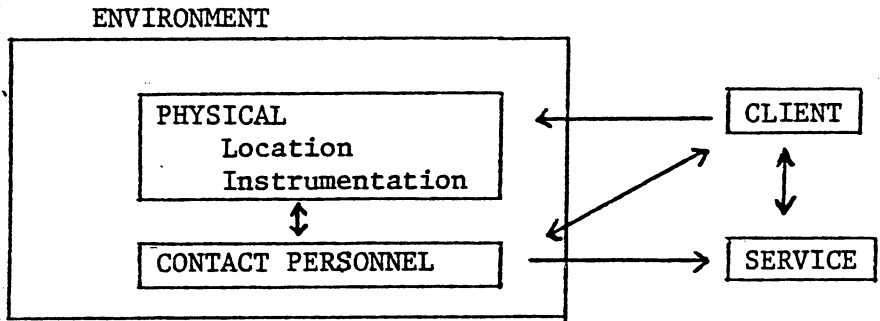 ENVIRONMENT
PHYSICAL
Location
Instrumentation
CONTACT PERSONNEL
CLIENT
SERVICE